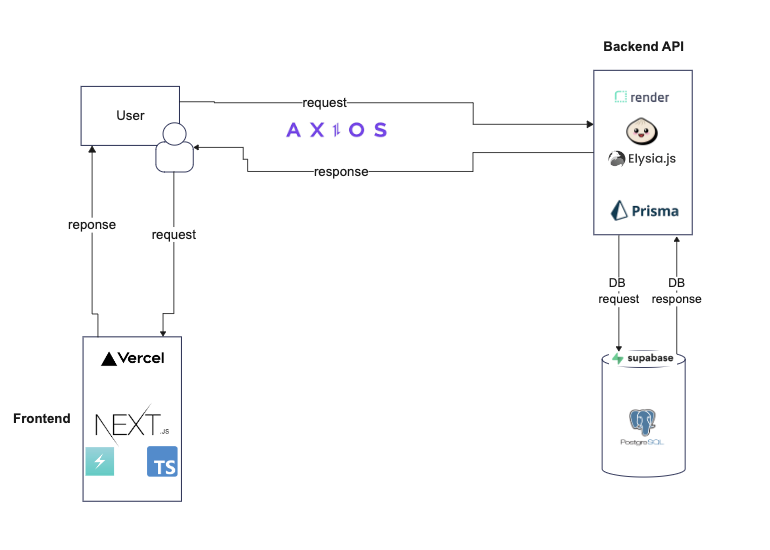 Backend API
User
request
AXIOS
response
render
Elysia.js
Prisma
reponse
request
DB
request
DB
response
supabase
PostgreSQL
Vercel
Frontend
NEXT.JS
TS